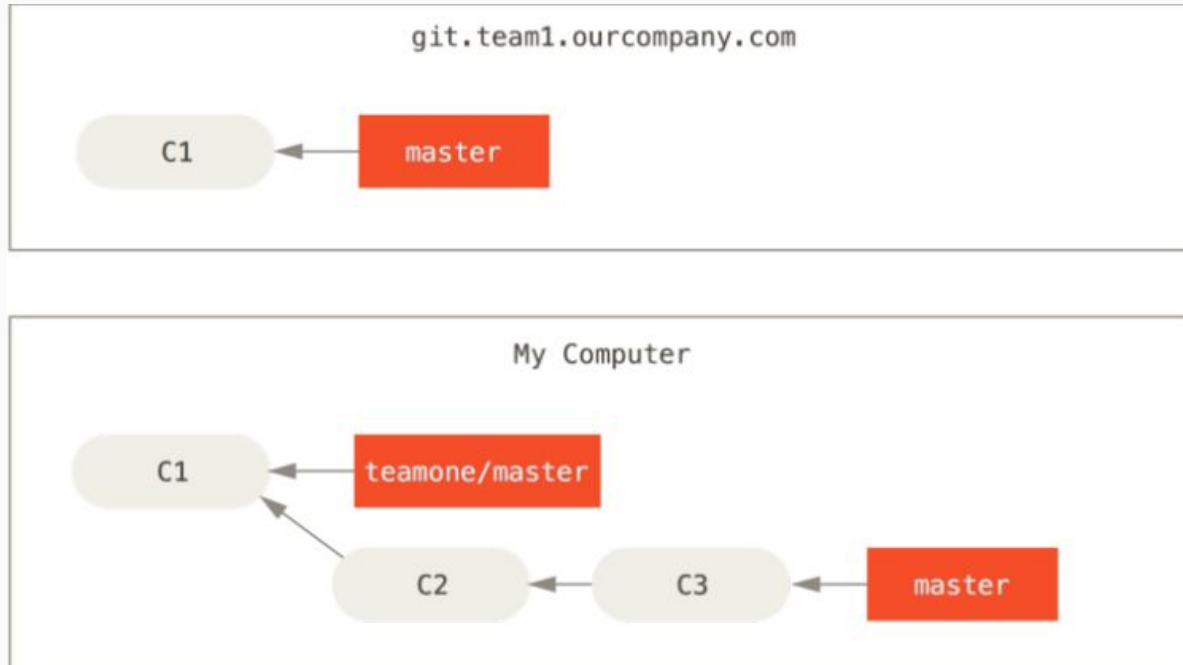 git.team1.ourcompany.com
C1 master
My Computer
C1 teamone/master
C2 C3 master